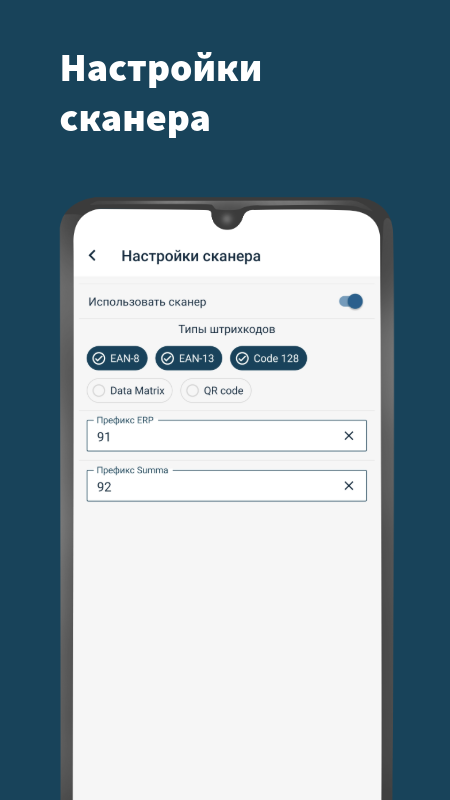 Настройки
сканера
Настройки сканера
Использовать сканер
Типы штрихкодов
EAN-8 EAN-13 Code 128
Data Matrix QR code
Префикс ERP
91
Префикс Summa
92